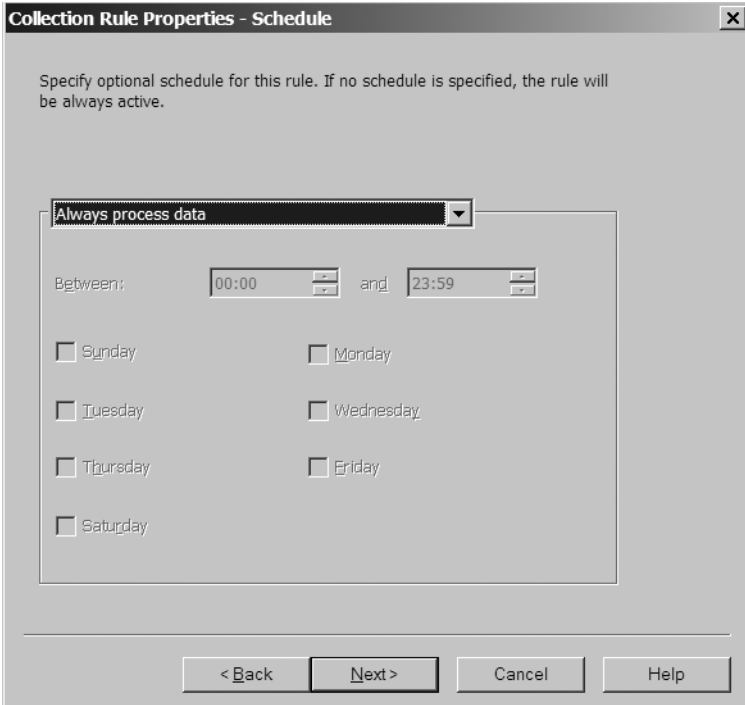 Collection Rule Properties - Schedule
Specify optional schedule for this rule. If no schedule is specified, the rule will
be always active.
Always process data
Between: 00:00 and 23:59
Sunday Monday
Tuesday Wednesday
Thursday Friday
Saturday
< Back Next > Cancel Help